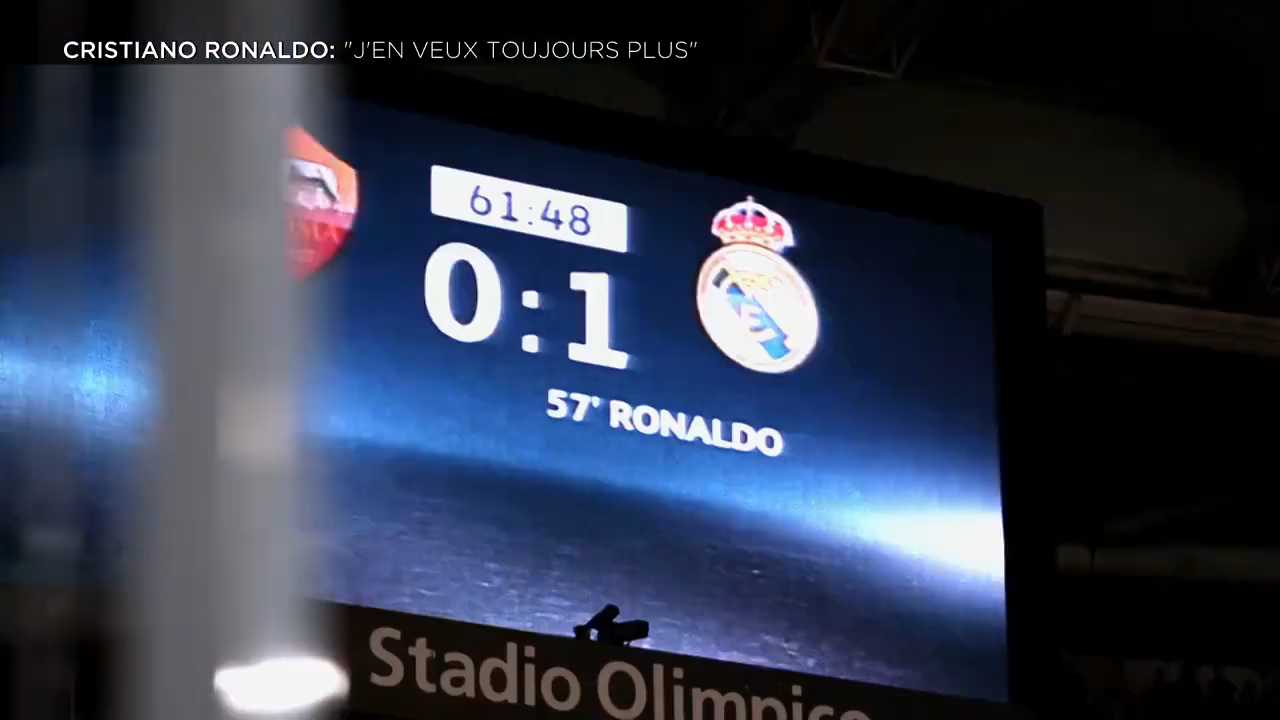 CRISTIANO RONALDO: "J'EN VEUX TOUJOURS PLUS"
61:48
0:1
57' RONALDO
Stadio Olimpico